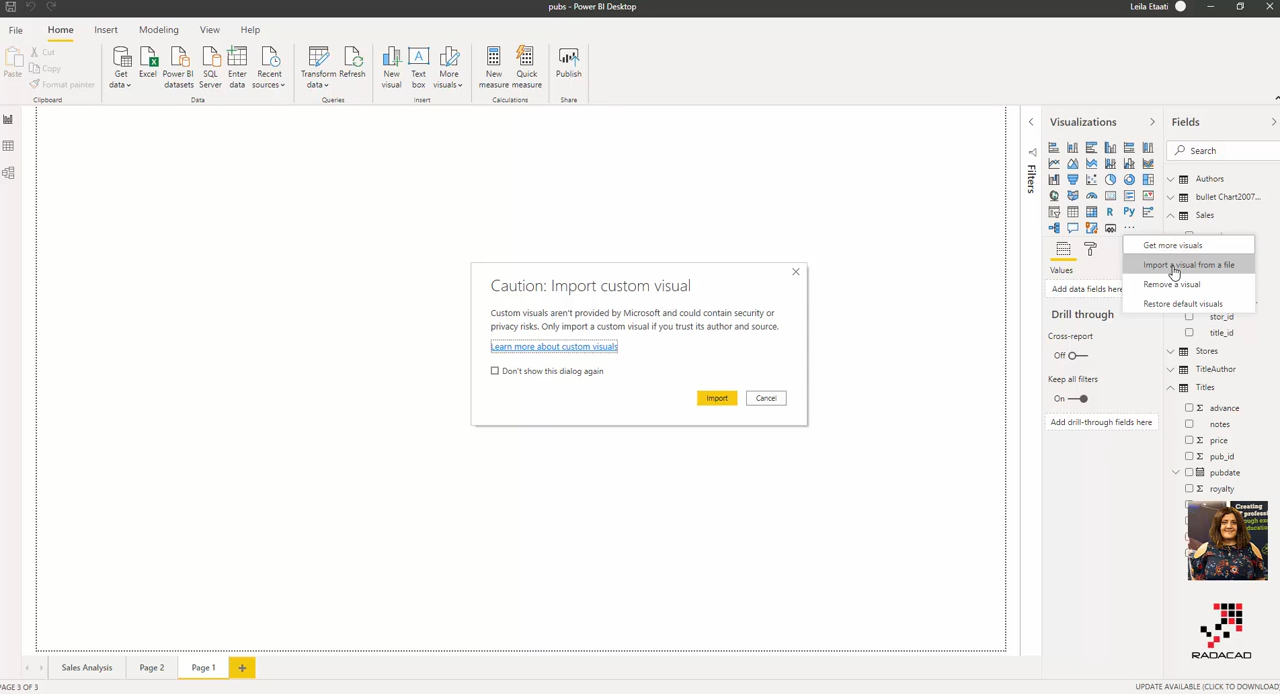 pubs - Power BI Desktop
Leila Etaati
File
Home
Insert
Modeling
View
Help
Paste
Cut
Copy
Format painter
Clipboard
Get data
Excel
Power BI datasets
SQL Server
Enter data
Recent sources
Data
Transform data
Refresh
Queries
New visual
Text box
More visuals
Insert
New measure
Quick measure
Calculations
Publish
Share
Caution: Import custom visual
Custom visuals aren't provided by Microsoft and could contain security or
privacy risks. Only import a custom visual if you trust its author and source.
Learn more about custom visuals
Don't show this dialog again
Import
Cancel
Filters
Visualizations
R
Py
Get more visuals
Import a visual from a file
Remove a visual
Restore default visuals
Values
Add data fields here
Drill through
Cross-report
Off
Keep all filters
On
Add drill-through fields here
Fields
Search
Authors
bullet Chart2007...
Sales
stor_id
title_id
Stores
TitleAuthor
Titles
advance
notes
price
pub_id
pubdate
royalty
Creating
RADACAD
Sales Analysis
Page 2
Page 1
PAGE 3 OF 3
UPDATE AVAILABLE (CLICK TO DOWNLOAD